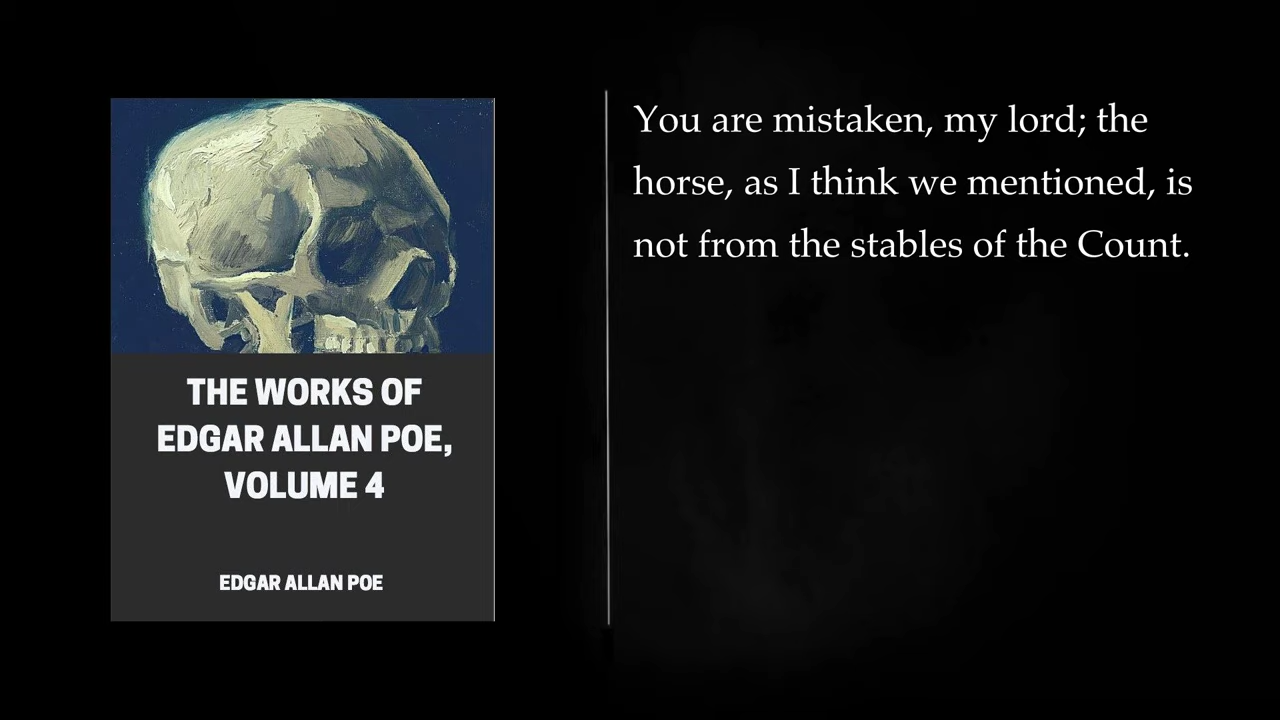 THE WORKS OF
EDGAR ALLAN POE,
VOLUME 4
EDGAR ALLAN POE
You are mistaken, my lord; the
horse, as I think we mentioned, is
not from the stables of the Count.